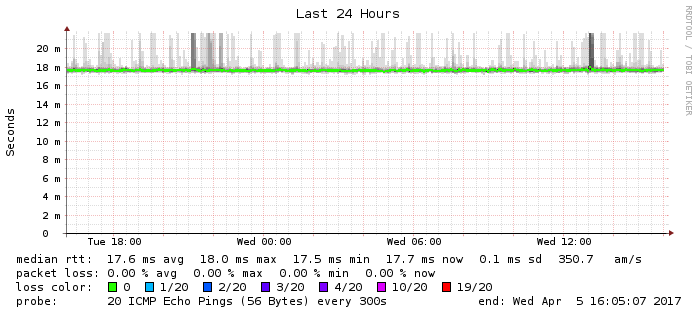 Last 24 Hours
RRDTOOL / TOBI OETIKER
Seconds
20 m
18 m
16 m
14 m
12 m
10 m
8 m
6 m
4 m
2 m
0
Tue 18:00 Wed 00:00 Wed 06:00 Wed 12:00
median rtt: 17.6 ms avg 18.0 ms max 17.5 ms min 17.7 ms now 0.1 ms sd 350.7 am/s
packet loss: 0.00 % avg 0.00 % max 0.00 % min 0.00 % now
loss color: 0 1/20 2/20 3/20 4/20 10/20 19/20
probe: 20 ICMP Echo Pings (56 Bytes) every 300s end: Wed Apr 5 16:05:07 2017